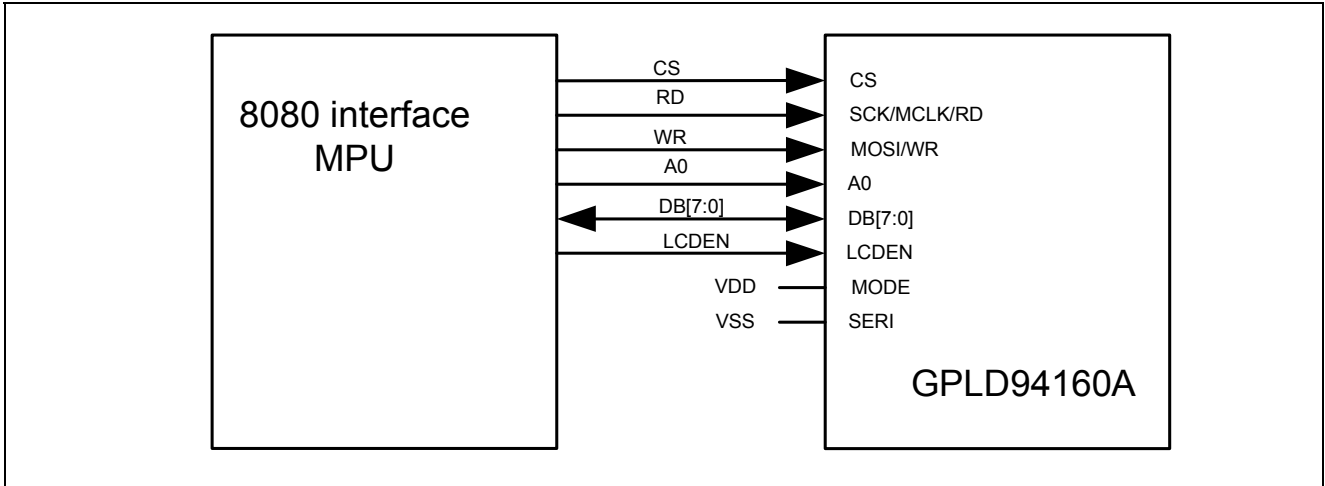 8080 interface
MPU
CS
RD
WR
A0
DB[7:0]
LCDEN
VDD
VSS
CS
SCK/MCLK/RD
MOSI/WR
A0
DB[7:0]
LCDEN
MODE
SERI
GPLD94160A